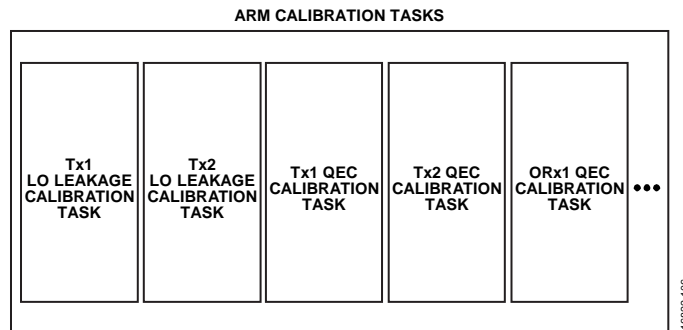 ARM CALIBRATION TASKS
Tx1
LO LEAKAGE
CALIBRATION
TASK
Tx2
LO LEAKAGE
CALIBRATION
TASK
Tx1 QEC
CALIBRATION
TASK
Tx2 QEC
CALIBRATION
TASK
ORx1 QEC
CALIBRATION
TASK
•••